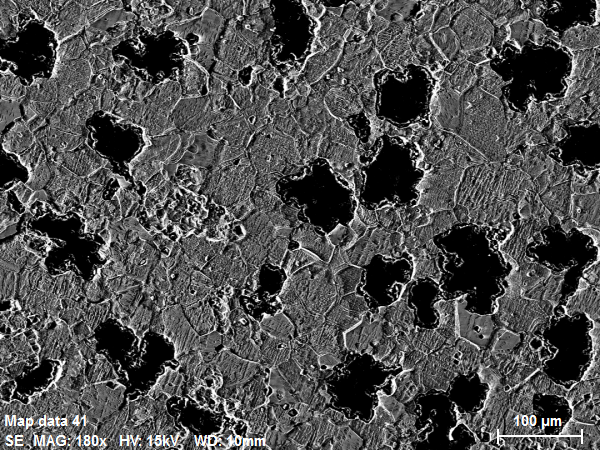 Map data 41
100 µm
SE MAG: 180x HV: 15kV WD: 10mm